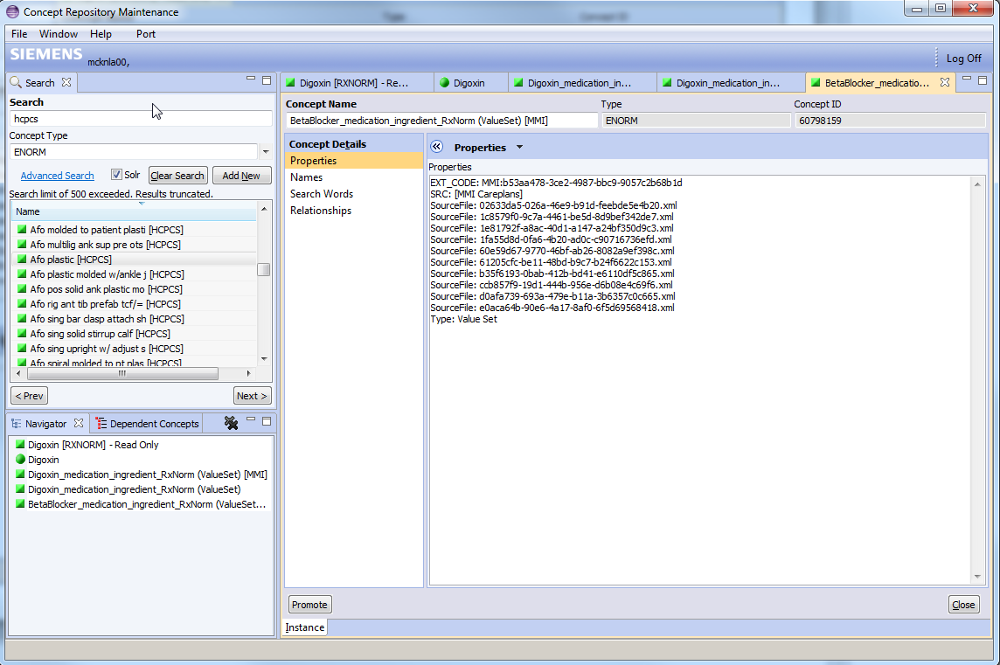 Concept Repository Maintenance
File Window Help Port
SIEMENS mcknla00,
Log Off
Search
Search
hcpcs
Concept Type
ENORM
Advanced Search Solr Clear Search Add New
Search limit of 500 exceeded. Results truncated.
Name
Afo molded to patient plasti [HCPCS]
Afo multilig ank sup pre ots [HCPCS]
Afo plastic [HCPCS]
Afo plastic molded w/ankle j [HCPCS]
Afo pos solid ank plastic mo [HCPCS]
Afo rig ant tib prefab tcf/= [HCPCS]
Afo sing bar clasp attach sh [HCPCS]
Afo sing solid stirrup calf [HCPCS]
Afo sing upright w/ adjust s [HCPCS]
Afo spiral molded to pt plas [HCPCS]
< Prev Next >
Navigator Dependent Concepts
Digoxin [RXNORM] - Read Only
Digoxin
Digoxin_medication_ingredient_RxNorm (ValueSet) [MMI]
Digoxin_medication_ingredient_RxNorm (ValueSet)
BetaBlocker_medication_ingredient_RxNorm (ValueSet...
Digoxin [RXNORM] - Re... Digoxin Digoxin_medication_in... Digoxin_medication_in... BetaBlocker_medicatio...
Concept Name Type Concept ID
BetaBlocker_medication_ingredient_RxNorm (ValueSet) [MMI] ENORM 60798159
Concept Details
Properties
Names
Search Words
Relationships
Properties
Properties
EXT_CODE: MMI:b53aa478-3ce2-4987-bbc9-9057c2b68b1d
SRC: [MMI Careplans]
SourceFile: 02633da5-026a-46e9-b91d-feebde5e4b20.xml
SourceFile: 1c8579f0-9c7a-4461-be5d-8d9bef342de7.xml
SourceFile: 1e81792f-a8ac-40d1-a147-a24bf350d9c3.xml
SourceFile: 1fa55d8d-0fa6-4b20-ad0c-c90716736efd.xml
SourceFile: 60e59d67-9770-46bf-ab26-8082a9ef398c.xml
SourceFile: 61205cfc-be11-48bd-b9c7-b24f6622c153.xml
SourceFile: b35f6193-0bab-412b-bd41-e6110df5c865.xml
SourceFile: ccb857f9-19d1-444b-956e-d6b08e4c69f6.xml
SourceFile: d0afa739-693a-479e-b11a-3b6357c0c665.xml
SourceFile: e0aca64b-90e6-4a17-8af0-6f5d69568418.xml
Type: Value Set
Promote Close
Instance